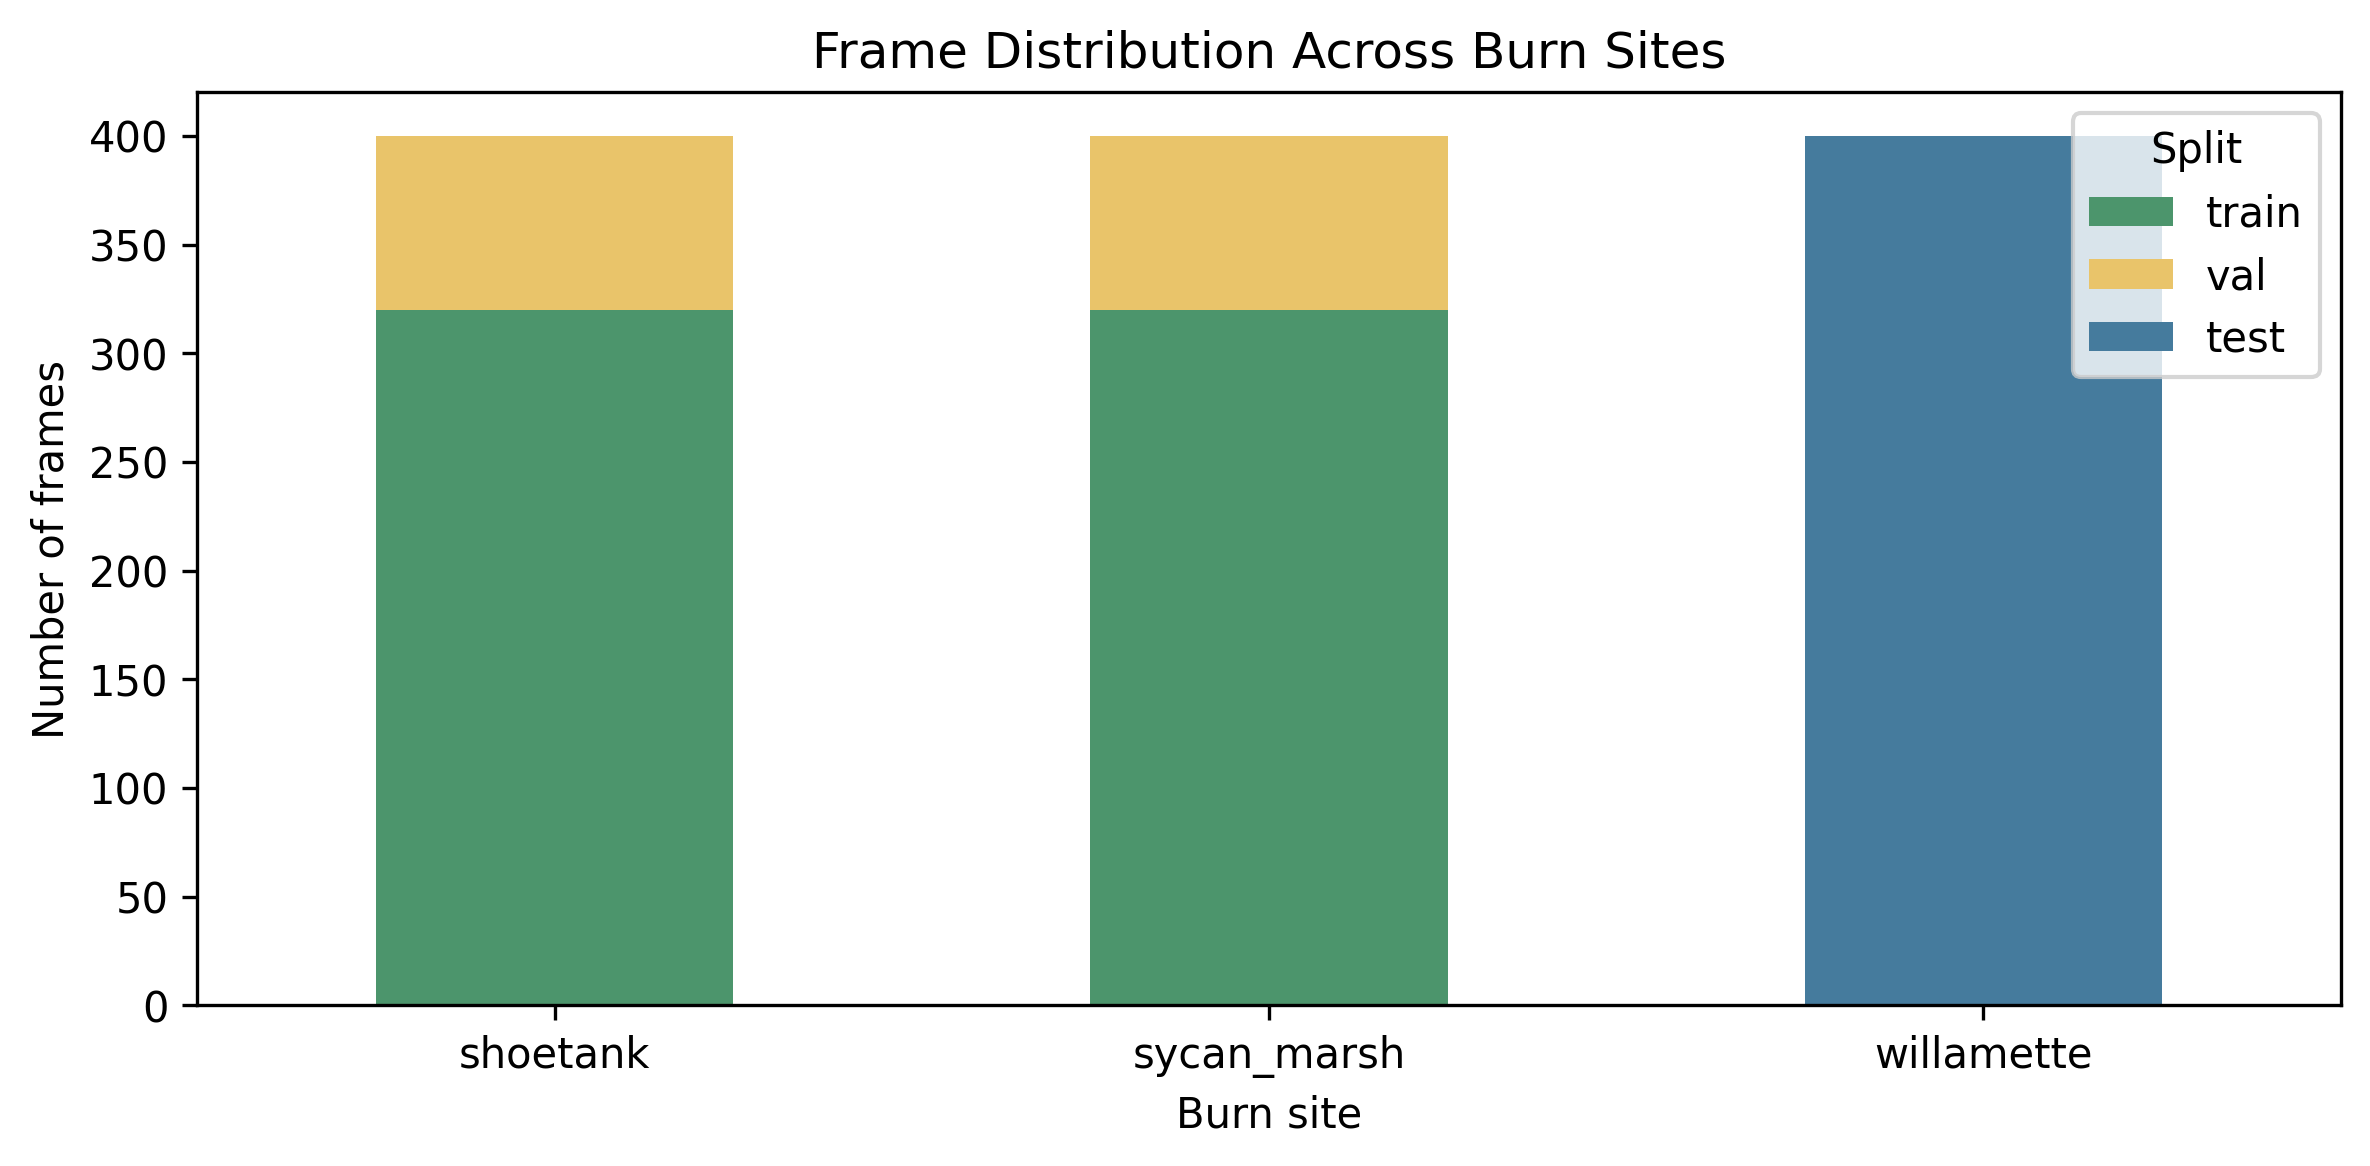 Frame Distribution Across Burn Sites
Number of frames
400
350
300
250
200
150
100
50
0
Split
train
val
test
shoetank
sycan_marsh
willamette
Burn site